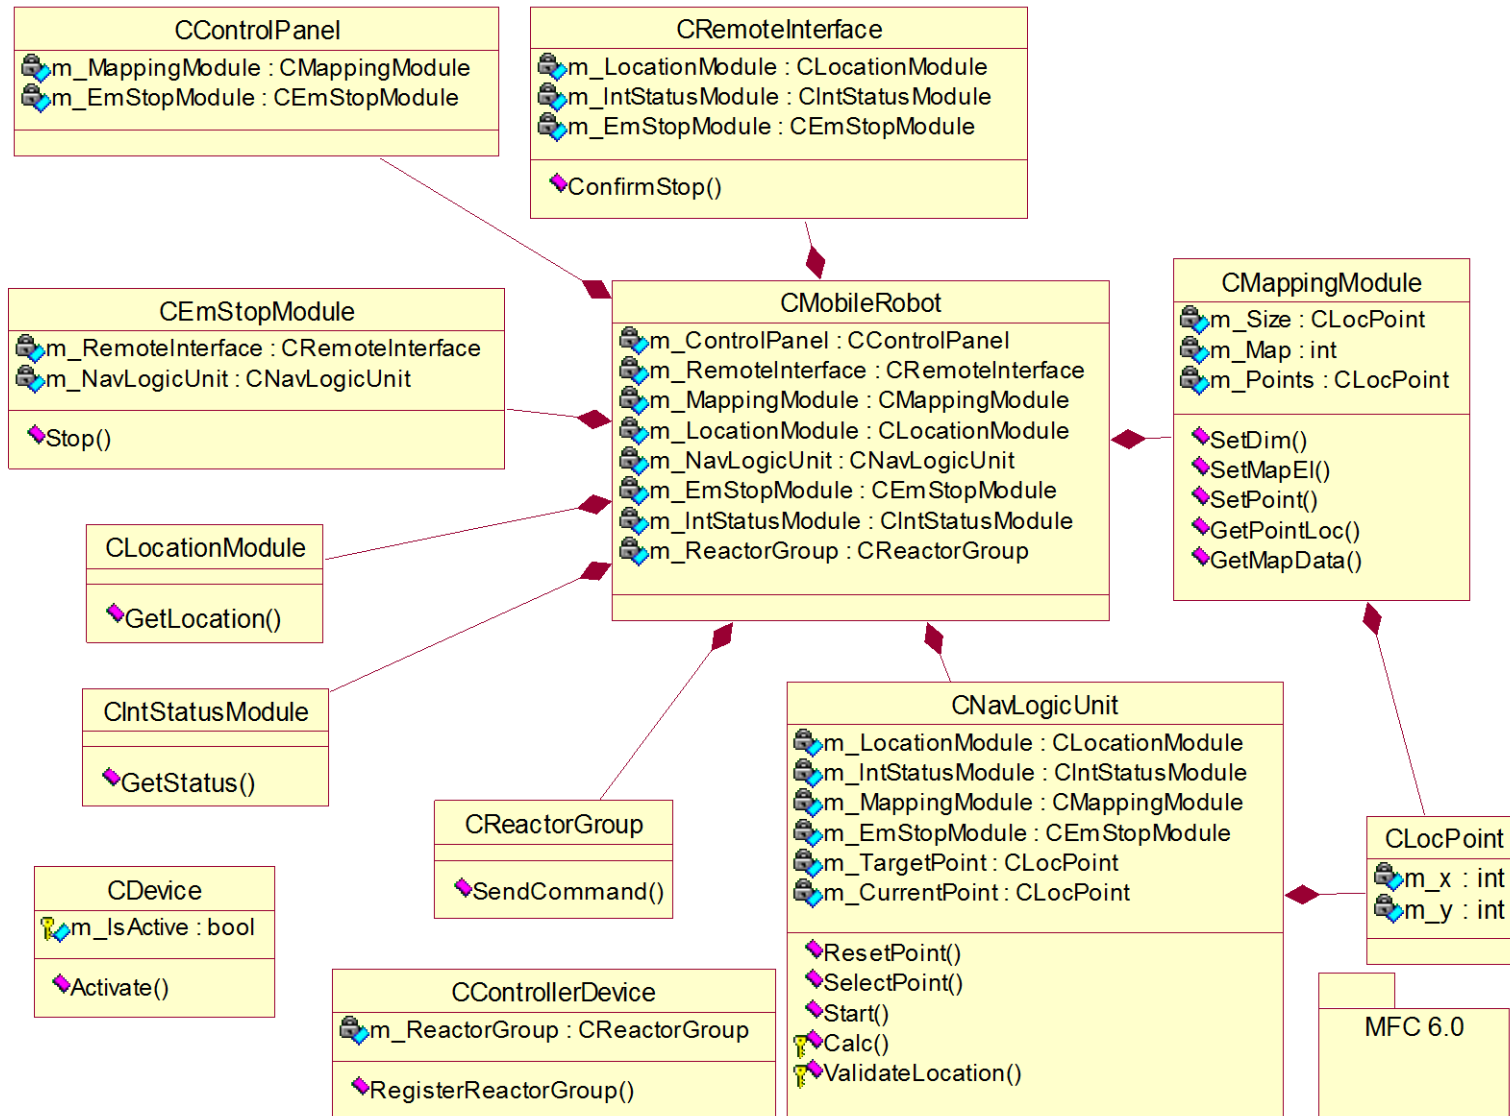 CControlPanel
m_MappingModule : CMappingModule
m_EmStopModule : CEmStopModule
CRemoteInterface
m_LocationModule : CLocationModule
m_IntStatusModule : CIntStatusModule
m_EmStopModule : CEmStopModule
ConfirmStop()
CEmStopModule
m_RemoteInterface : CRemoteInterface
m_NavLogicUnit : CNavLogicUnit
Stop()
CMobileRobot
m_ControlPanel : CControlPanel
m_RemoteInterface : CRemoteInterface
m_MappingModule : CMappingModule
m_LocationModule : CLocationModule
m_NavLogicUnit : CNavLogicUnit
m_EmStopModule : CEmStopModule
m_IntStatusModule : CIntStatusModule
m_ReactorGroup : CReactorGroup
CMappingModule
m_Size : CLocPoint
m_Map : int
m_Points : CLocPoint
SetDim()
SetMapEl()
SetPoint()
GetPointLoc()
GetMapData()
CLocationModule
GetLocation()
CIntStatusModule
GetStatus()
CReactorGroup
SendCommand()
CNavLogicUnit
m_LocationModule : CLocationModule
m_IntStatusModule : CIntStatusModule
m_MappingModule : CMappingModule
m_EmStopModule : CEmStopModule
m_TargetPoint : CLocPoint
m_CurrentPoint : CLocPoint
ResetPoint()
SelectPoint()
Start()
Calc()
ValidateLocation()
CLocPoint
m_x : int
m_y : int
CDevice
m_IsActive : bool
Activate()
CControllerDevice
m_ReactorGroup : CReactorGroup
RegisterReactorGroup()
MFC 6.0